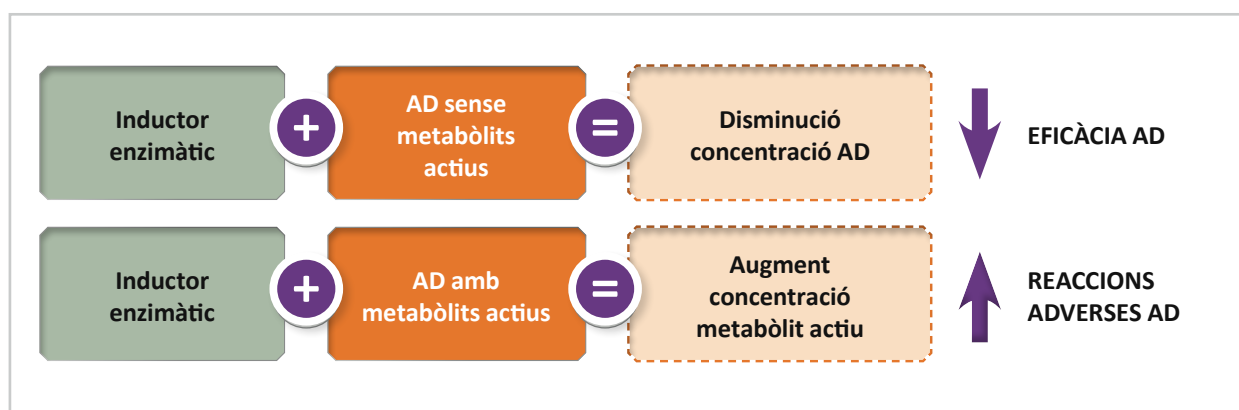 Inductor
enzimàtic
+
AD sense
metabòlits
actius
=
Disminució
concentració AD
EFICÀCIA AD
Inductor
enzimàtic
+
AD amb
metabòlits actius
=
Augment
concentració
metabòlit actiu
REACCIONS
ADVERSES AD